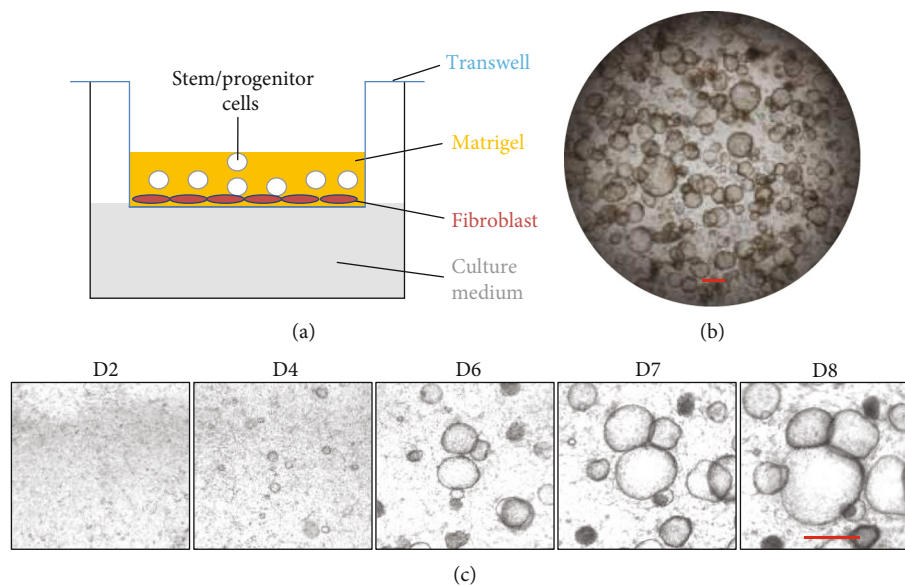 (a)
Stem/progenitor
cells
Transwell
Matrigel
Fibroblast
Culture
medium
(b)
D2
D4
D6
D7
D8
(c)